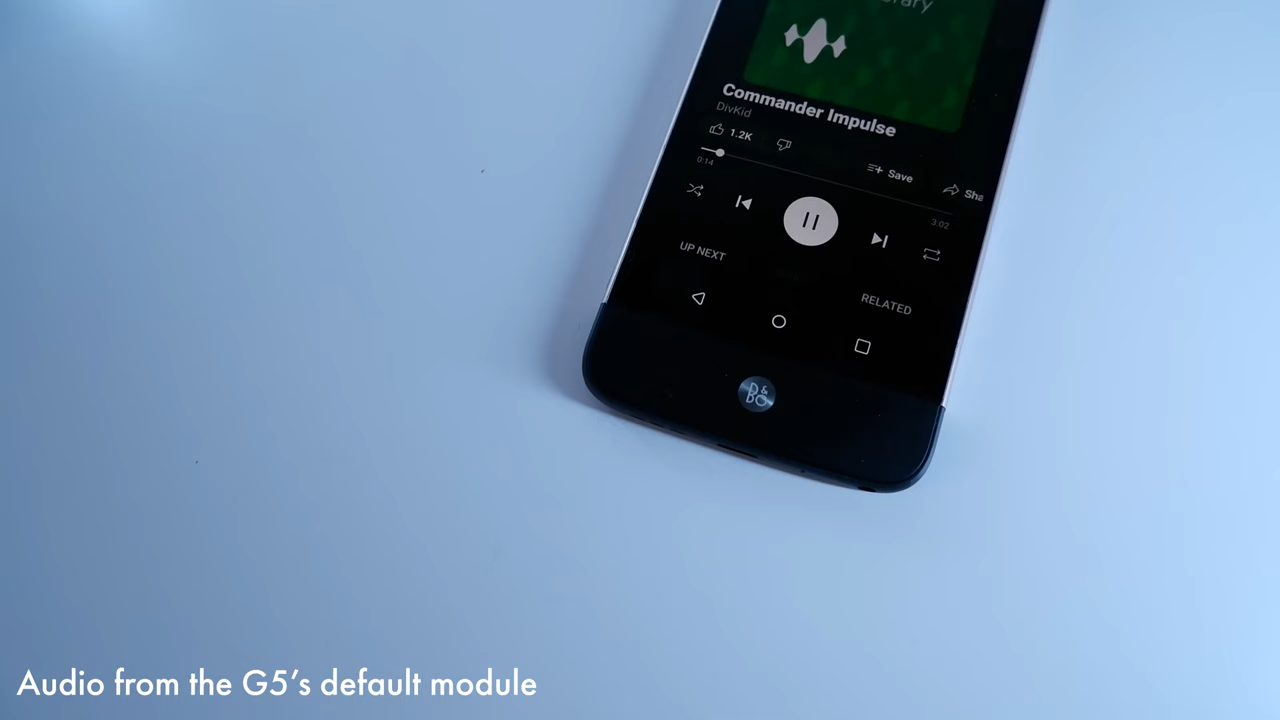 Commander Impulse
DivKid
1.2K
Save
0:14
3:02
UP NEXT
RELATED
B&O
Audio from the G5’s default module